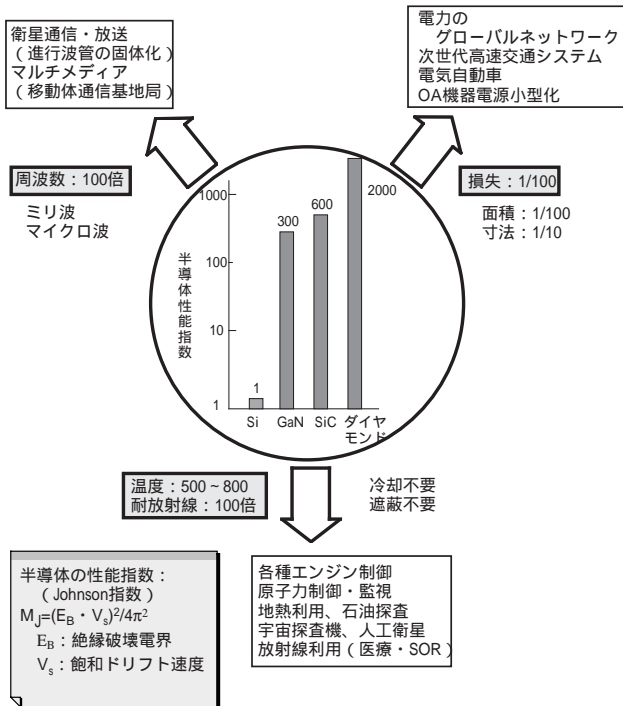 衛星通信・放送
（進行波管の固体化）
マルチメディア
（移動体通信基地局）
電力の
グローバルネットワーク
次世代高速交通システム
電気自動車
OA機器電源小型化
周波数：100倍
ミリ波
マイクロ波
損失：1/100
面積：1/100
寸法：1/10
半導体性能指数
1000
100
10
1
1
300
600
2000
Si
GaN
SiC
ダイヤ
モンド
温度：500～800
耐放射線：100倍
冷却不要
遮蔽不要
半導体の性能指数：
（Johnson指数）
M_J=(E_B・V_s)²/4π²
E_B：絶縁破壊電界
V_s：飽和ドリフト速度
各種エンジン制御
原子力制御・監視
地熱利用、石油探査
宇宙探査機、人工衛星
放射線利用（医療・SOR）